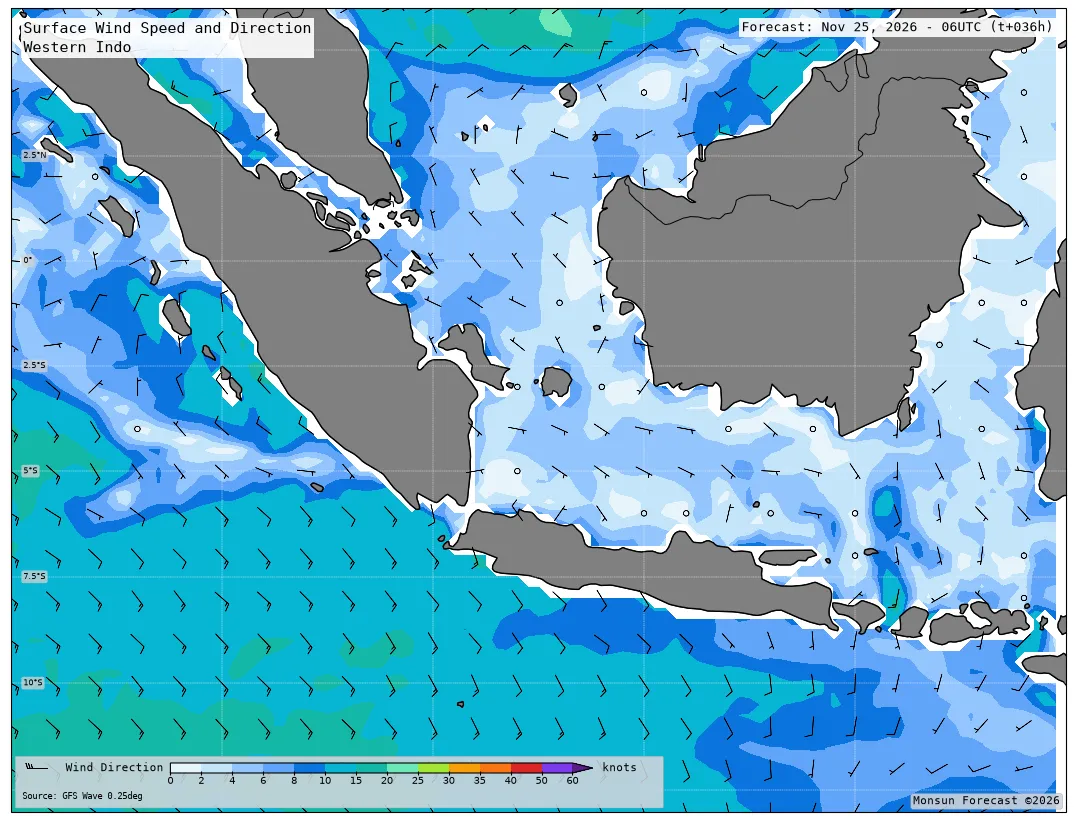 Surface Wind Speed and Direction
Western Indo
Forecast: Nov 25, 2026 - 06UTC (t+036h)
2.5°N
0°
2.5°S
5°S
7.5°S
10°S
Wind Direction
0 2 4 6 8 10 15 20 25 30 35 40 50 60
knots
Source: GFS Wave 0.25deg
Monsun Forecast ©2026